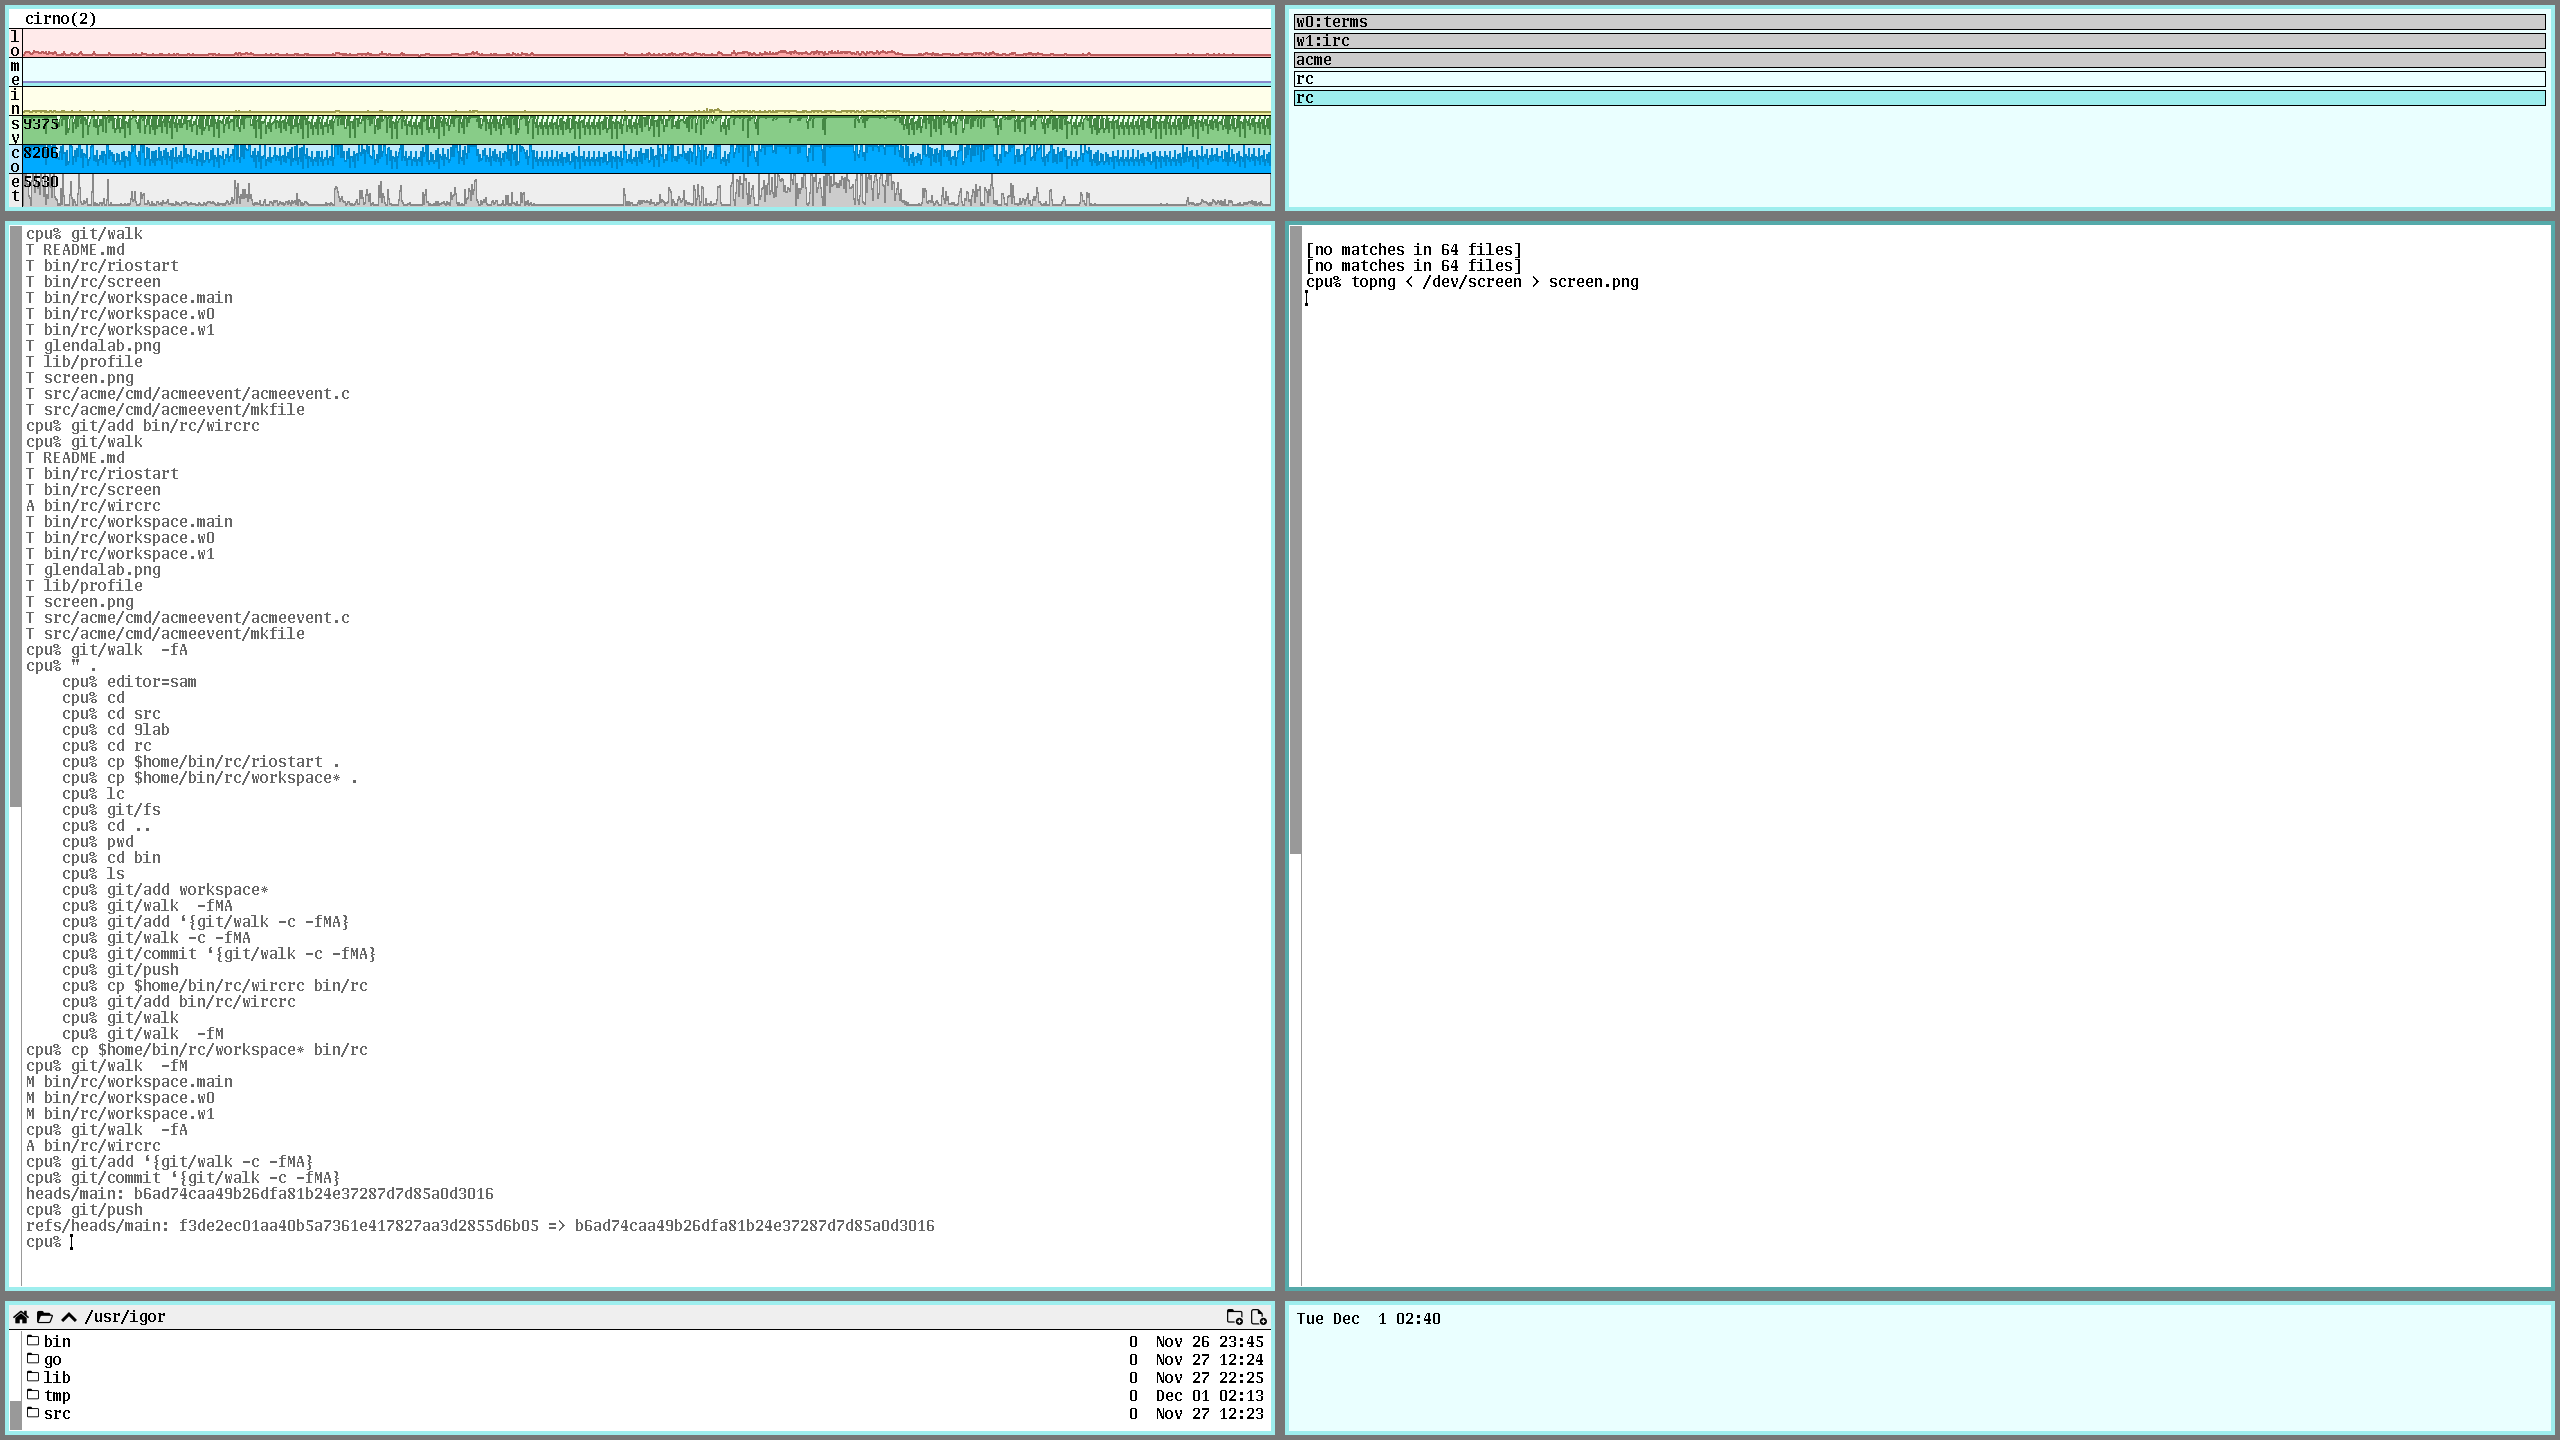 cirno(2)
lo
me
in
sy 9375
co 8206
et 5530
w0:terms
w1:irc
acme
rc
rc
cpu% git/walk
T README.md
T bin/rc/riostart
T bin/rc/screen
T bin/rc/workspace.main
T bin/rc/workspace.w0
T bin/rc/workspace.w1
T glendalab.png
T lib/profile
T screen.png
T src/acme/cmd/acmeevent/acmeevent.c
T src/acme/cmd/acmeevent/mkfile
cpu% git/add bin/rc/wircrc
cpu% git/walk
T README.md
T bin/rc/riostart
T bin/rc/screen
A bin/rc/wircrc
T bin/rc/workspace.main
T bin/rc/workspace.w0
T bin/rc/workspace.w1
T glendalab.png
T lib/profile
T screen.png
T src/acme/cmd/acmeevent/acmeevent.c
T src/acme/cmd/acmeevent/mkfile
cpu% git/walk  -fA
cpu% " .
    cpu% editor=sam
    cpu% cd
    cpu% cd src
    cpu% cd 9lab
    cpu% cd rc
    cpu% cp $home/bin/rc/riostart .
    cpu% cp $home/bin/rc/workspace* .
    cpu% lc
    cpu% git/fs
    cpu% cd ..
    cpu% pwd
    cpu% cd bin
    cpu% ls
    cpu% git/add workspace*
    cpu% git/walk  -fMA
    cpu% git/add `{git/walk -c -fMA}
    cpu% git/walk -c -fMA
    cpu% git/commit `{git/walk -c -fMA}
    cpu% git/push
    cpu% cp $home/bin/rc/wircrc bin/rc
    cpu% git/add bin/rc/wircrc
    cpu% git/walk
    cpu% git/walk  -fM
cpu% cp $home/bin/rc/workspace* bin/rc
cpu% git/walk  -fM
M bin/rc/workspace.main
M bin/rc/workspace.w0
M bin/rc/workspace.w1
cpu% git/walk  -fA
A bin/rc/wircrc
cpu% git/add `{git/walk -c -fMA}
cpu% git/commit `{git/walk -c -fMA}
heads/main: b6ad74caa49b26dfa81b24e37287d7d85a0d3016
cpu% git/push
refs/heads/main: f3de2ec01aa40b5a7361e417827aa3d2855d6b05 => b6ad74caa49b26dfa81b24e37287d7d85a0d3016
cpu%
[no matches in 64 files]
[no matches in 64 files]
cpu% topng < /dev/screen > screen.png
/usr/igor
bin 0 Nov 26 23:45
go 0 Nov 27 12:24
lib 0 Nov 27 22:25
tmp 0 Dec 01 02:13
src 0 Nov 27 12:23
Tue Dec  1 02:40